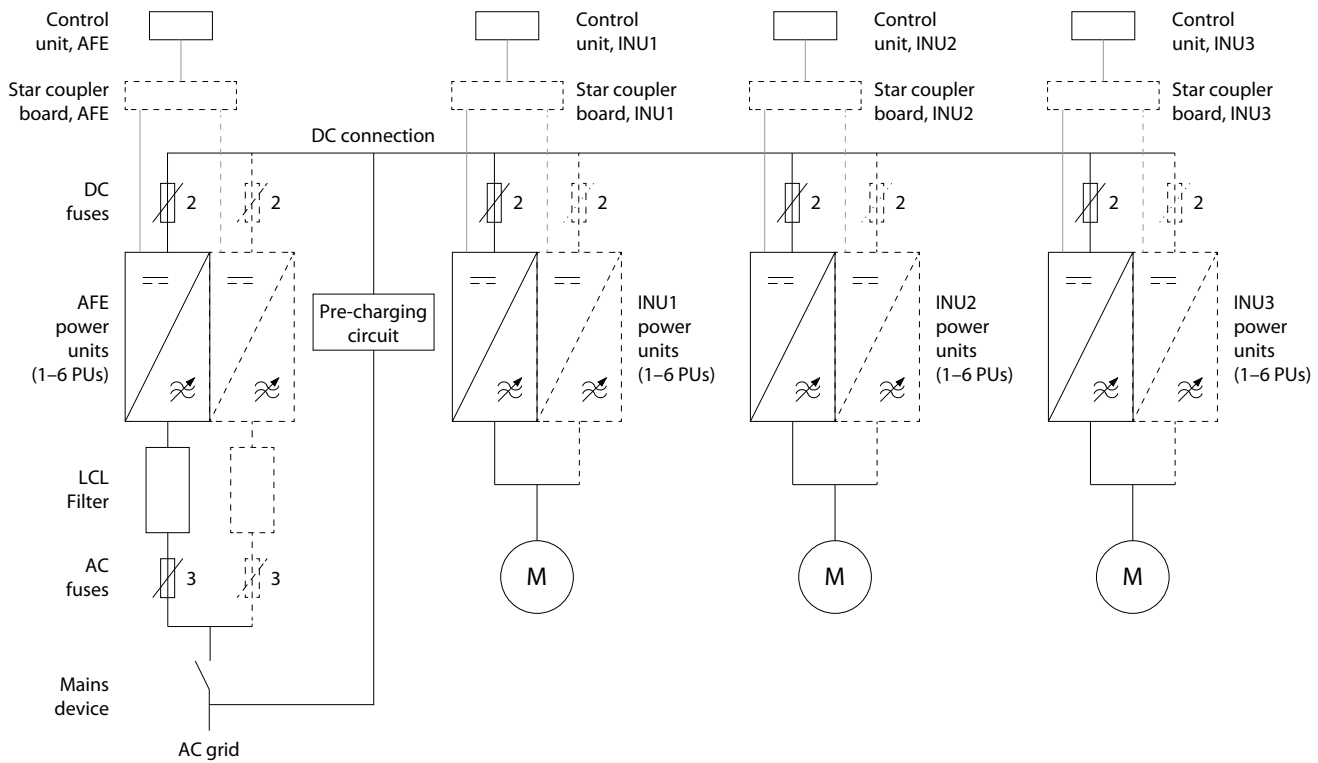 Control
unit, AFE
Control
unit, INU1
Control
unit, INU2
Control
unit, INU3
Star coupler
board, AFE
Star coupler
board, INU1
Star coupler
board, INU2
Star coupler
board, INU3
DC connection
DC
fuses
2
2
2
2
2
2
2
2
AFE
power
units
(1–6 PUs)
Pre-charging
circuit
INU1
power
units
(1–6 PUs)
INU2
power
units
(1–6 PUs)
INU3
power
units
(1–6 PUs)
LCL
Filter
AC
fuses
3
3
M
M
M
Mains
device
AC grid